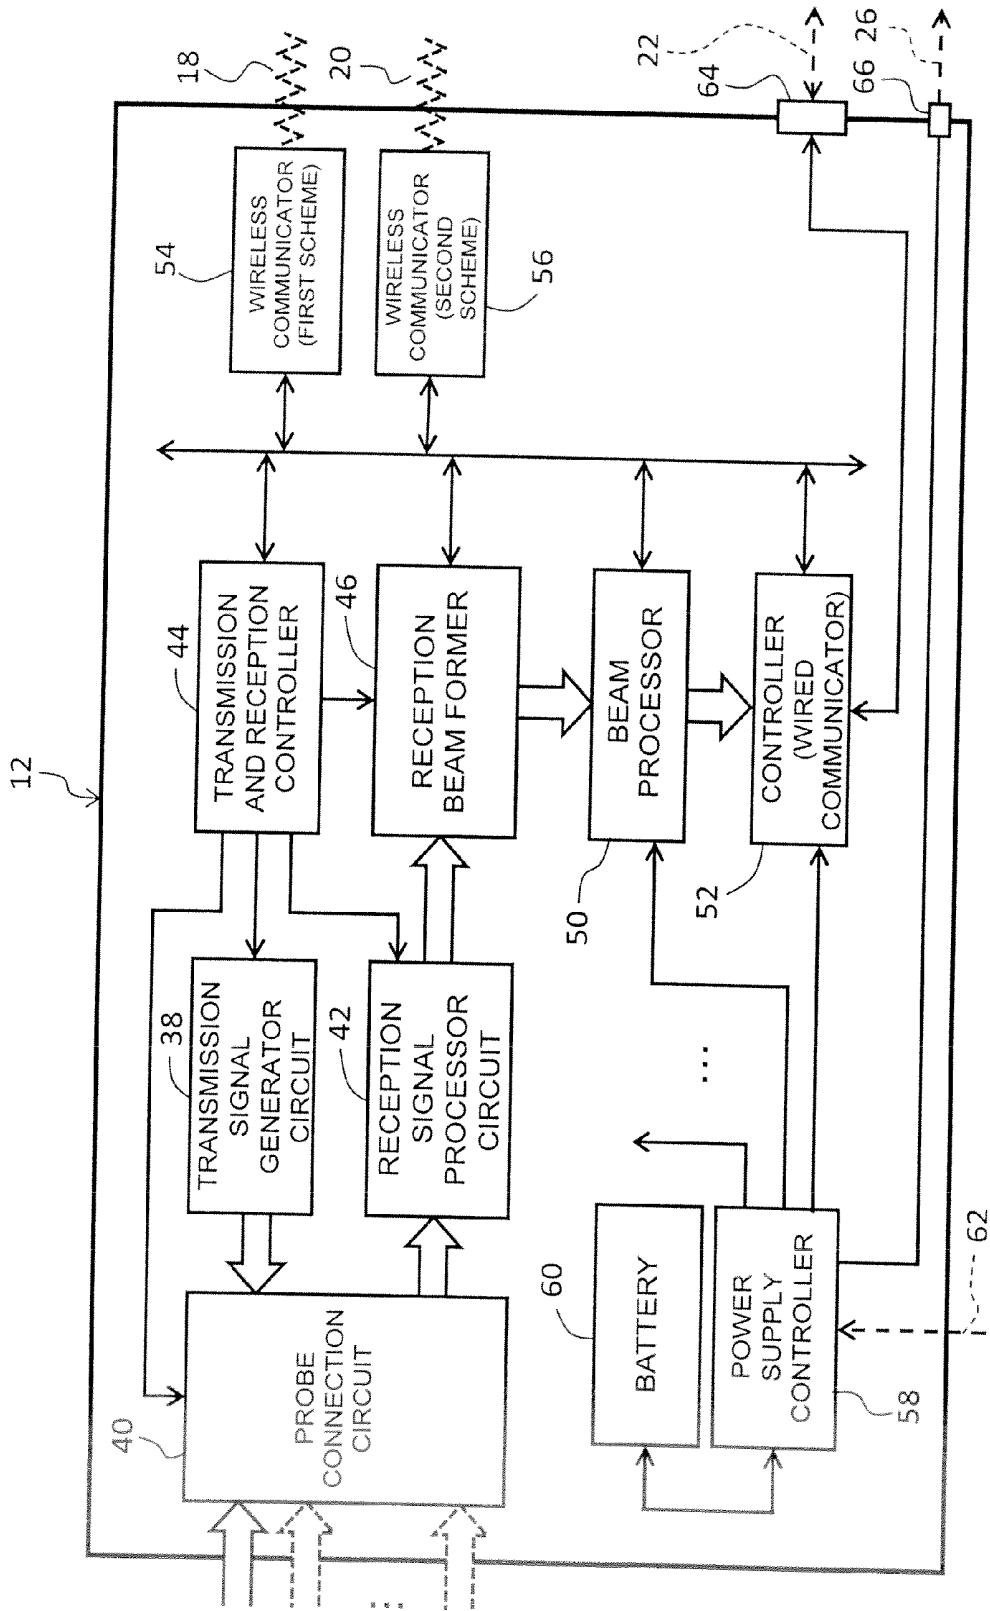 12
40
PROBE
CONNECTION
CIRCUIT
38
TRANSMISSION
SIGNAL
GENERATOR
CIRCUIT
42
RECEPTION
SIGNAL
PROCESSOR
CIRCUIT
44
TRANSMISSION
AND RECEPTION
CONTROLLER
46
RECEPTION
BEAM FORMER
54
WIRELESS
COMMUNICATOR
(FIRST SCHEME)
18
56
WIRELESS
COMMUNICATOR
(SECOND
SCHEME)
20
60
BATTERY
58
POWER
SUPPLY
CONTROLLER
62
...
50
BEAM
PROCESSOR
52
CONTROLLER
(WIRED
COMMUNICATOR)
22
64
26
66